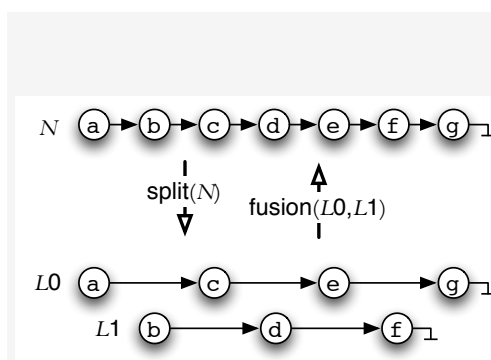 N a b c d e f g
split(N)
fusion(L0,L1)
L0 a c e g
L1 b d f